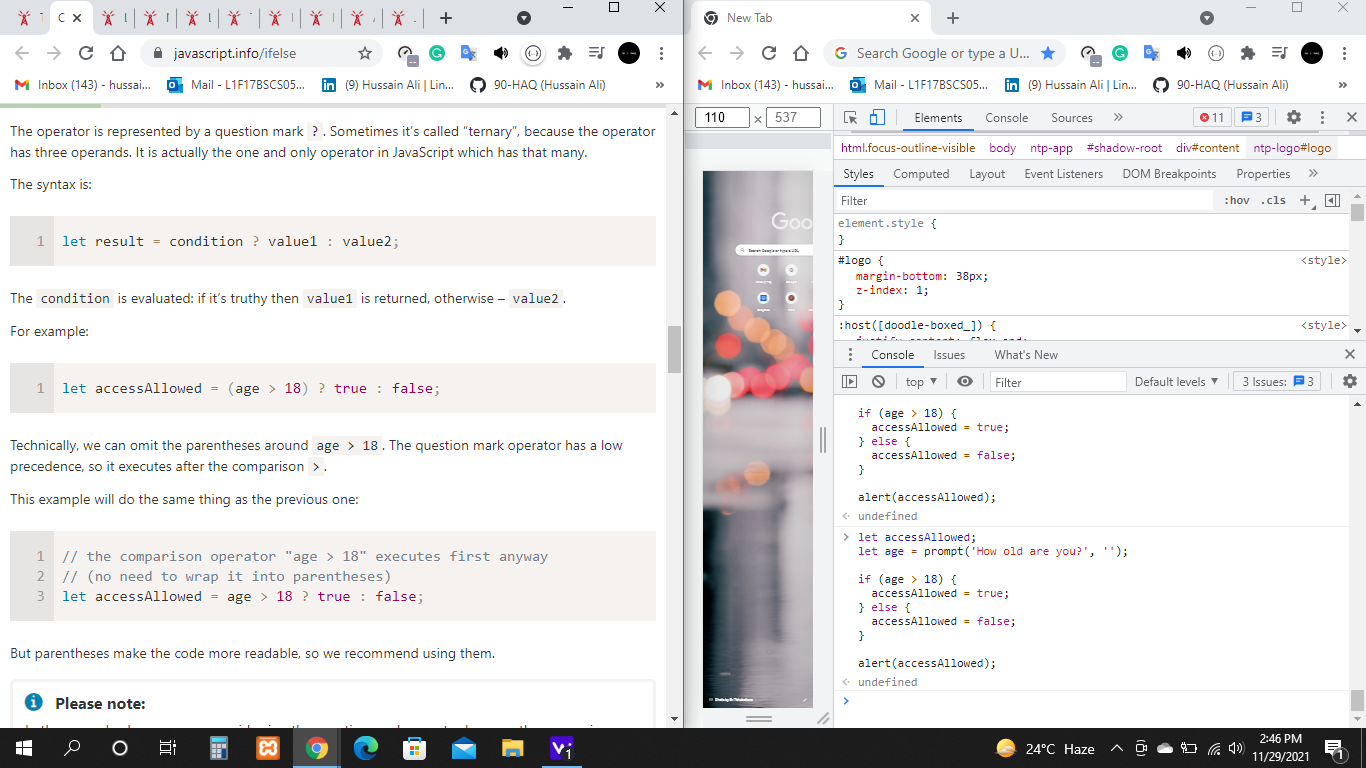 C
New Tab
javascript.info/ifelse
Search Google or type a U...
Inbox (143) - hussai...
Mail - L1F17BSCS05...
(9) Hussain Ali | Lin...
90-HAQ (Hussain Ali)
»
Inbox (143) - hussai...
Mail - L1F17BSCS05...
(9) Hussain Ali | Lin...
90-HAQ (Hussain Ali)
»
The operator is represented by a question mark ?. Sometimes it’s called “ternary”, because the operator
has three operands. It is actually the one and only operator in JavaScript which has that many.
The syntax is:
1 let result = condition ? value1 : value2;
The condition is evaluated: if it’s truthy then value1 is returned, otherwise – value2.
For example:
1 let accessAllowed = (age > 18) ? true : false;
Technically, we can omit the parentheses around age > 18. The question mark operator has a low
precedence, so it executes after the comparison >.
This example will do the same thing as the previous one:
1 // the comparison operator "age > 18" executes first anyway
2 // (no need to wrap it into parentheses)
3 let accessAllowed = age > 18 ? true : false;
But parentheses make the code more readable, so we recommend using them.
Please note:
110 × 537
Goo
Search Google or type a URL
Elements Console Sources » 11 3
html.focus-outline-visible body ntp-app #shadow-root div#content ntp-logo#logo
Styles Computed Layout Event Listeners DOM Breakpoints Properties »
Filter :hov .cls +
element.style {
}
#logo { <style>
margin-bottom: 38px;
z-index: 1;
}
:host([doodle-boxed_]) { <style>
justify-content: flex-end;
Console Issues What's New
top ▼ Filter Default levels ▼ 3 Issues: 3
if (age > 18) {
accessAllowed = true;
} else {
accessAllowed = false;
}
alert(accessAllowed);
undefined
let accessAllowed;
let age = prompt('How old are you?', '');
if (age > 18) {
accessAllowed = true;
} else {
accessAllowed = false;
}
alert(accessAllowed);
undefined
24°C Haze
2:46 PM
11/29/2021
1